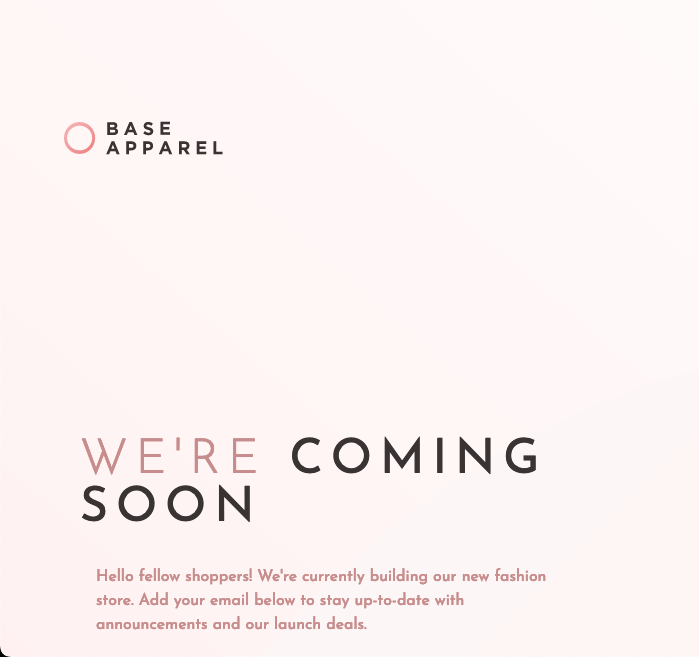 BASE
APPAREL
WE'RE COMING
SOON
Hello fellow shoppers! We're currently building our new fashion
store. Add your email below to stay up-to-date with
announcements and our launch deals.